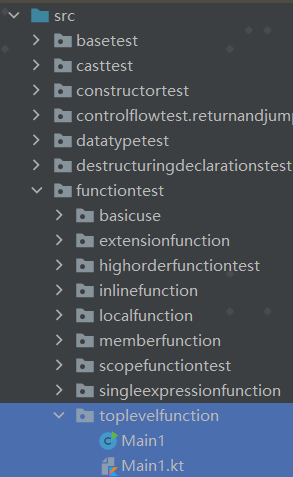 src
basetest
casttest
constructortest
controlflowtest.returnandjump
datatypetest
destructuringdeclarationstest
functiontest
basicuse
extensionfunction
highorderfunctiontest
inlinefunction
localfunction
memberfunction
scopefunctiontest
singleexpressionfunction
toplevelfunction
Main1
Main1.kt